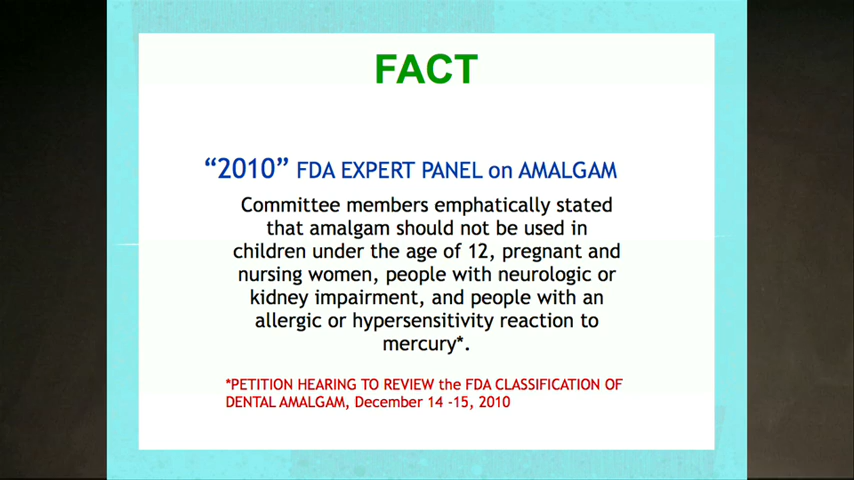 FACT
“2010” FDA EXPERT PANEL on AMALGAM
Committee members emphatically stated
that amalgam should not be used in
children under the age of 12, pregnant and
nursing women, people with neurologic or
kidney impairment, and people with an
allergic or hypersensitivity reaction to
mercury*.
*PETITION HEARING TO REVIEW the FDA CLASSIFICATION OF
DENTAL AMALGAM, December 14 -15, 2010